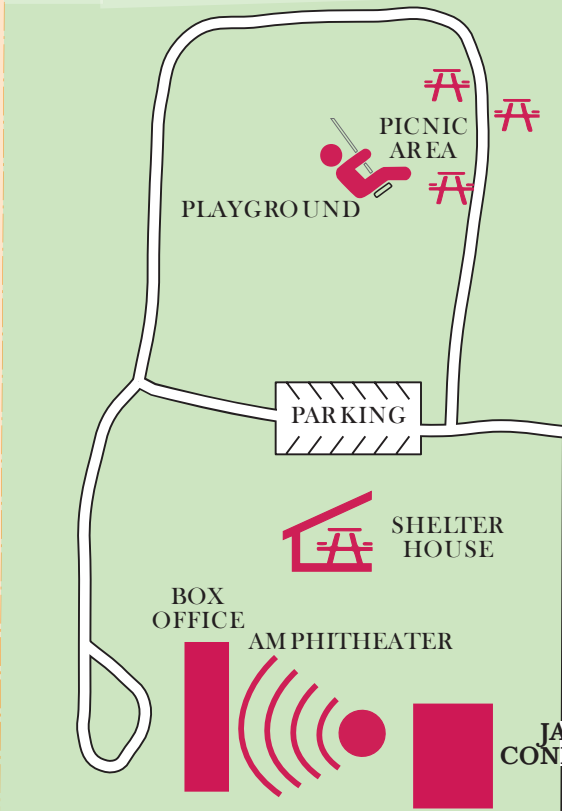 PICNIC
AREA
PLAYGROUND
PARKING
SHELTER
HOUSE
BOX
OFFICE
AMPHITHEATER